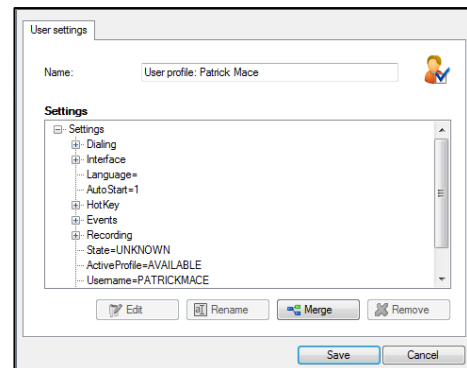 User settings
Name: User profile: Patrick Mace
Settings
Settings
Dialing
Interface
Language=
AutoStart=1
HotKey
Events
Recording
State=UNKNOWN
ActiveProfile=AVAILABLE
Username=PATRICKMACE
Edit Rename Merge Remove
Save Cancel